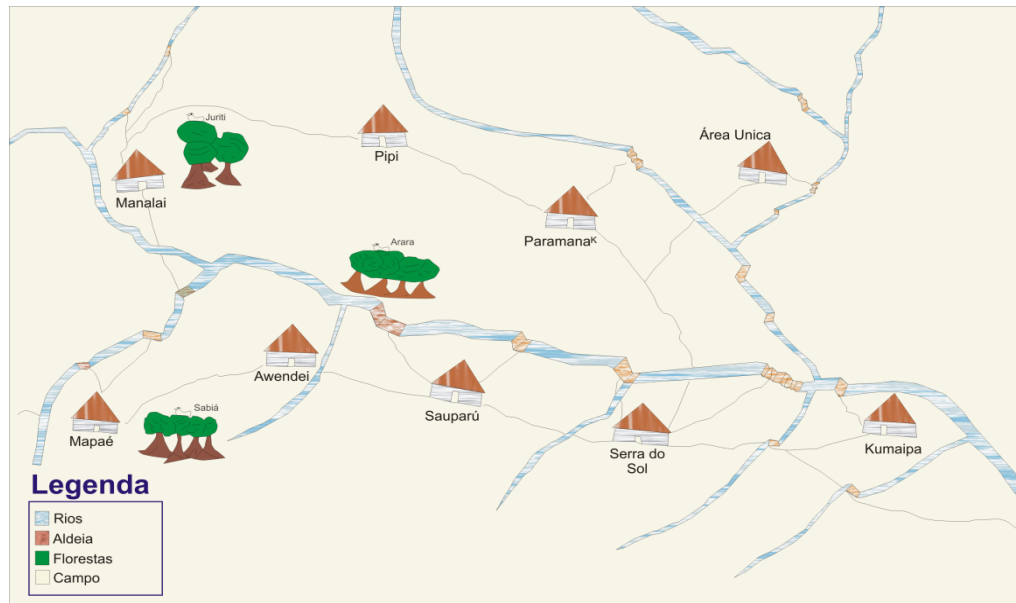 Juriti
Manalai
Pipi
Área Unica
Paramanaᴷ
Arara
Awendei
Sauparú
Sabiá
Mapaé
Serra do
Sol
Kumaipa
Legenda
Rios
Aldeia
Florestas
Campo